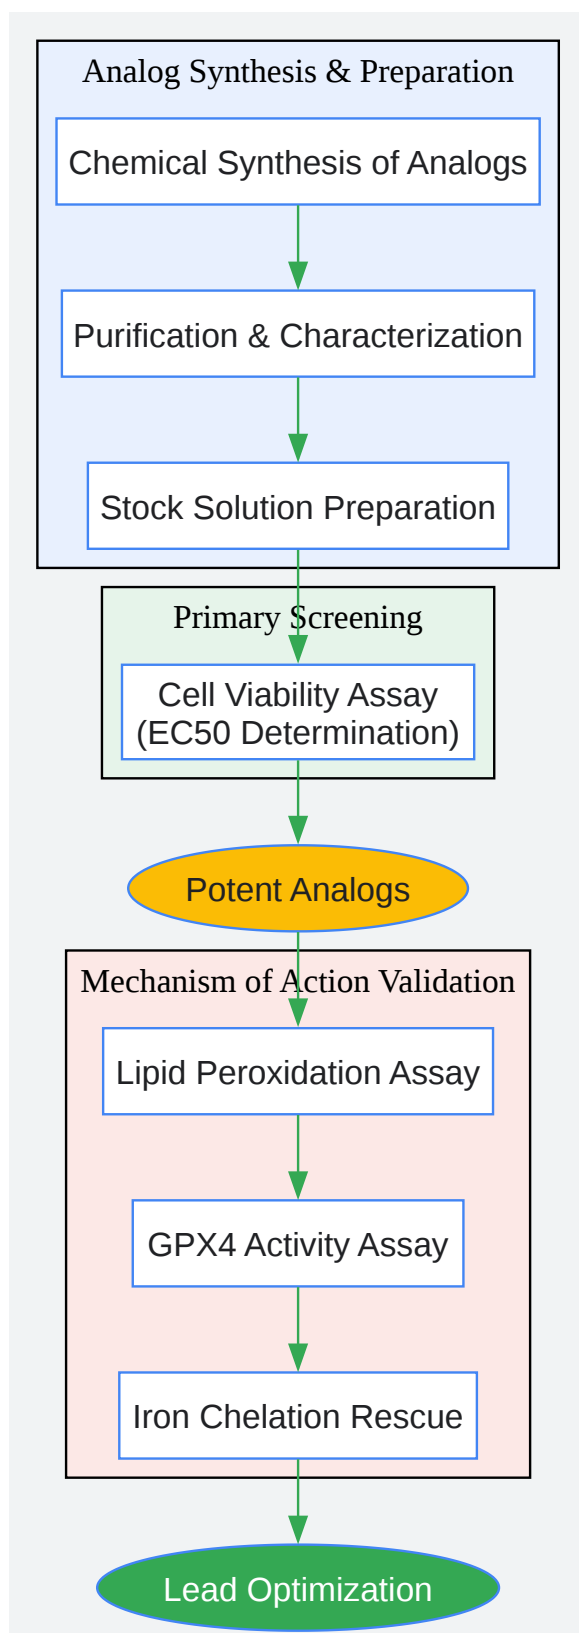 Analog Synthesis & Preparation
Chemical Synthesis of Analogs
Purification & Characterization
Stock Solution Preparation
Primary Screening
Cell Viability Assay
(EC50 Determination)
Potent Analogs
Mechanism of Action Validation
Lipid Peroxidation Assay
GPX4 Activity Assay
Iron Chelation Rescue
Lead Optimization